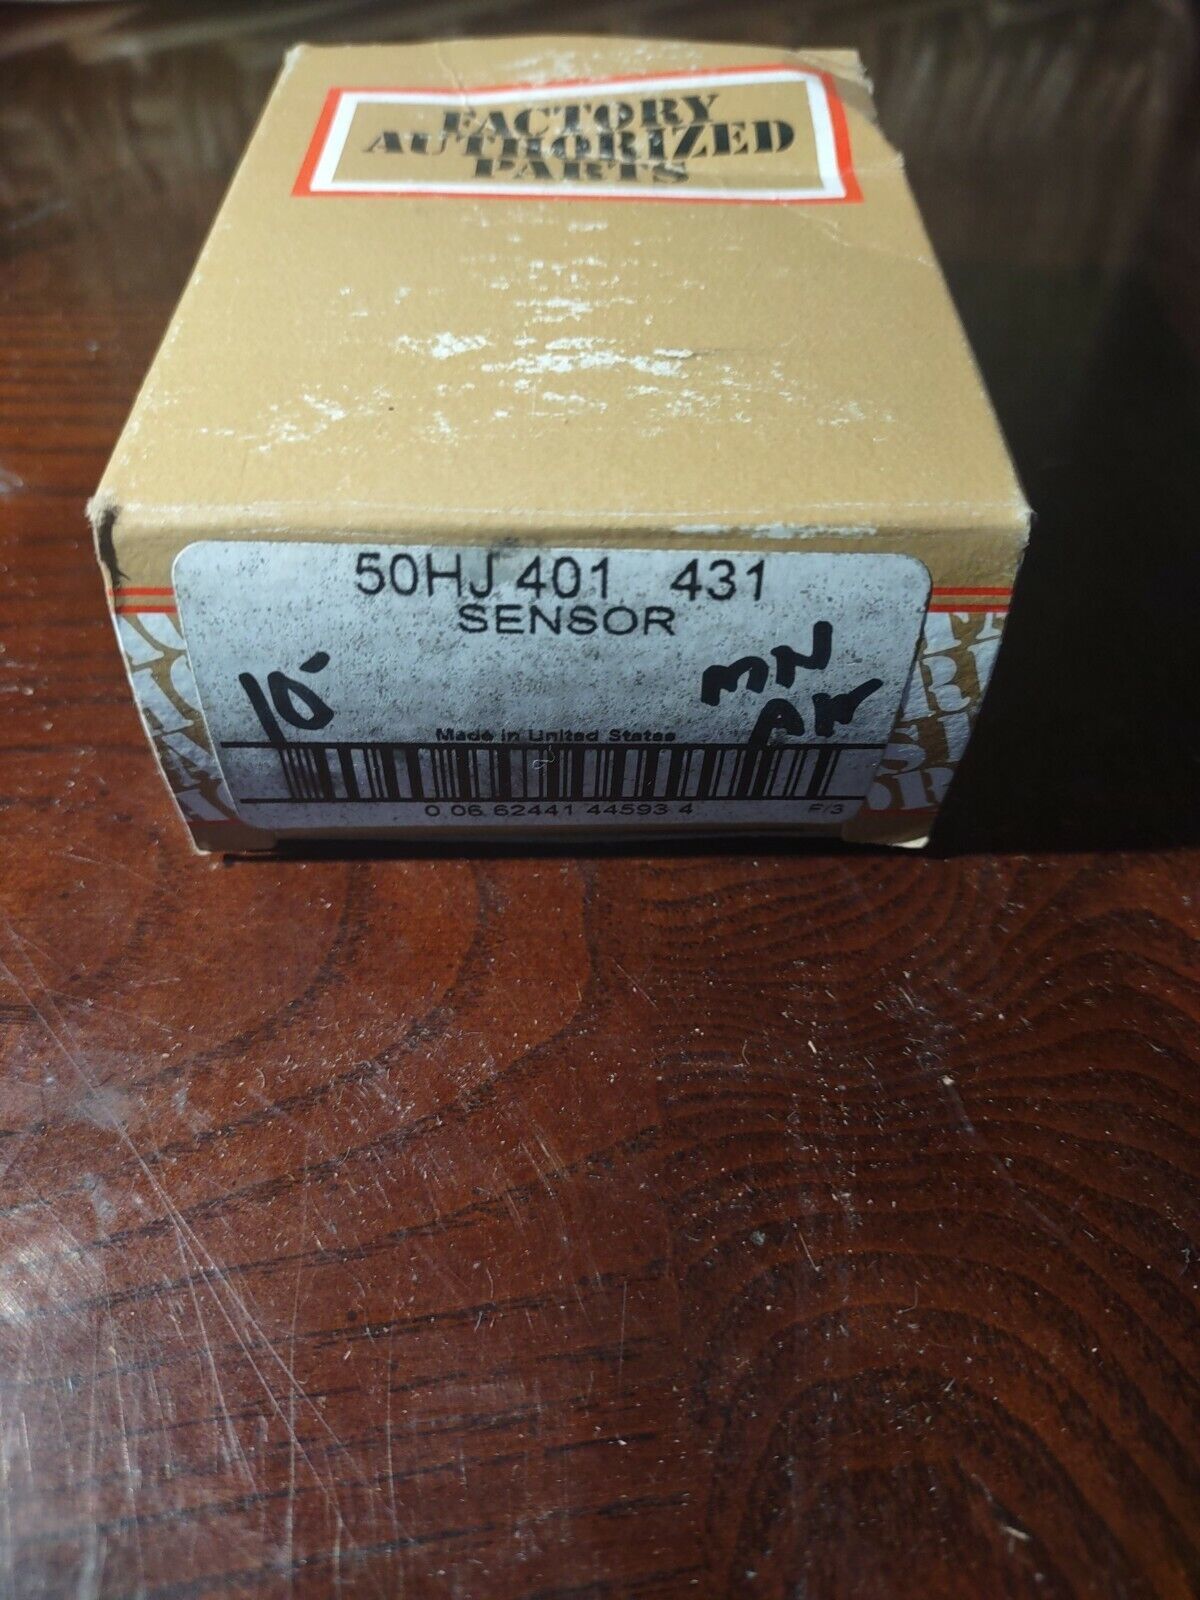 FACTORY
AUTHORIZED
PARTS
50HJ 401 431
SENSOR
10-
MN
AK
Made in United States
0 06 62441 44593 4 F/3